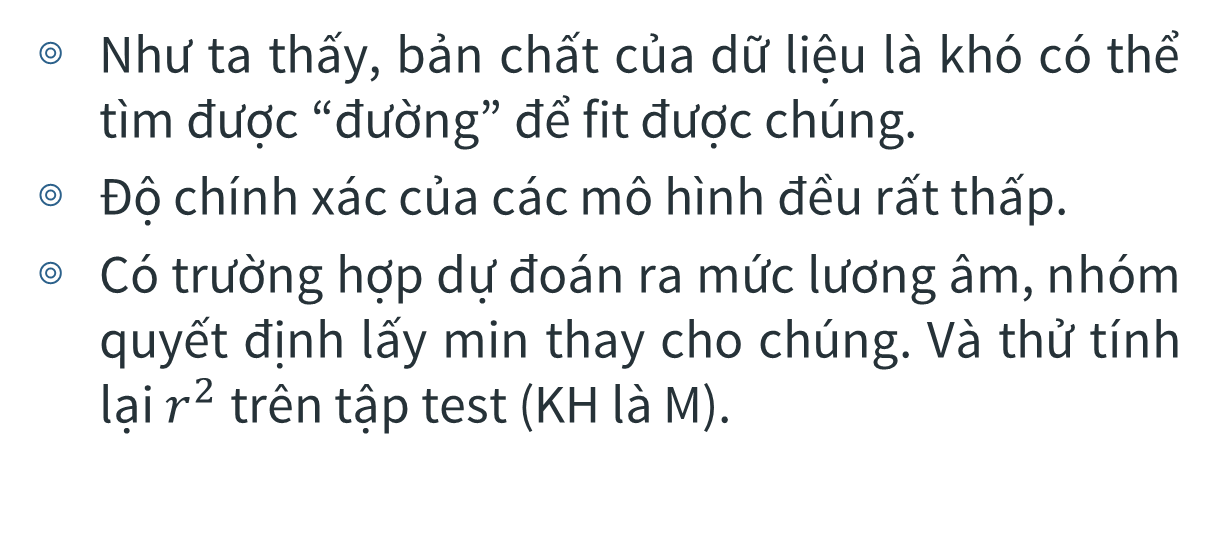 Như ta thấy, bản chất của dữ liệu là khó có thể
tìm được “đường” để fit được chúng.
Độ chính xác của các mô hình đều rất thấp.
Có trường hợp dự đoán ra mức lương âm, nhóm
quyết định lấy min thay cho chúng. Và thử tính
lại r² trên tập test (KH là M).